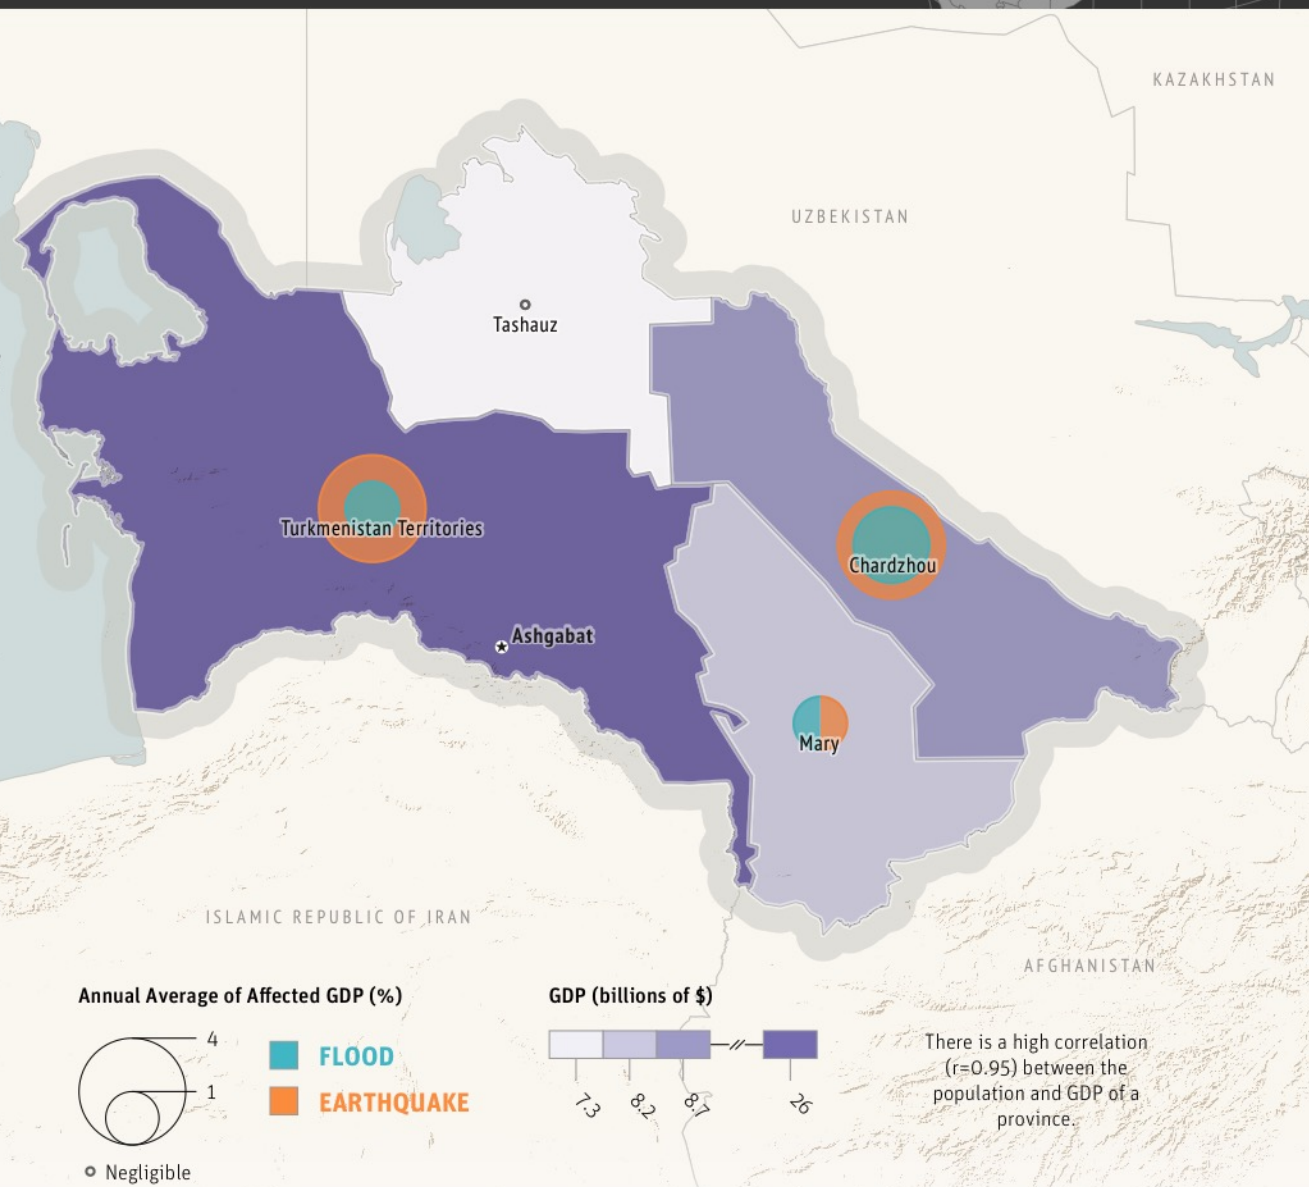 KAZAKHSTAN
UZBEKISTAN
Tashauz
Turkmenistan Territories
Chardzhou
Ashgabat
Mary
ISLAMIC REPUBLIC OF IRAN
AFGHANISTAN
Annual Average of Affected GDP (%)
4
1
Negligible
FLOOD
EARTHQUAKE
GDP (billions of $)
7.3
8.2
8.7
26
There is a high correlation
(r=0.95) between the
population and GDP of a
province.